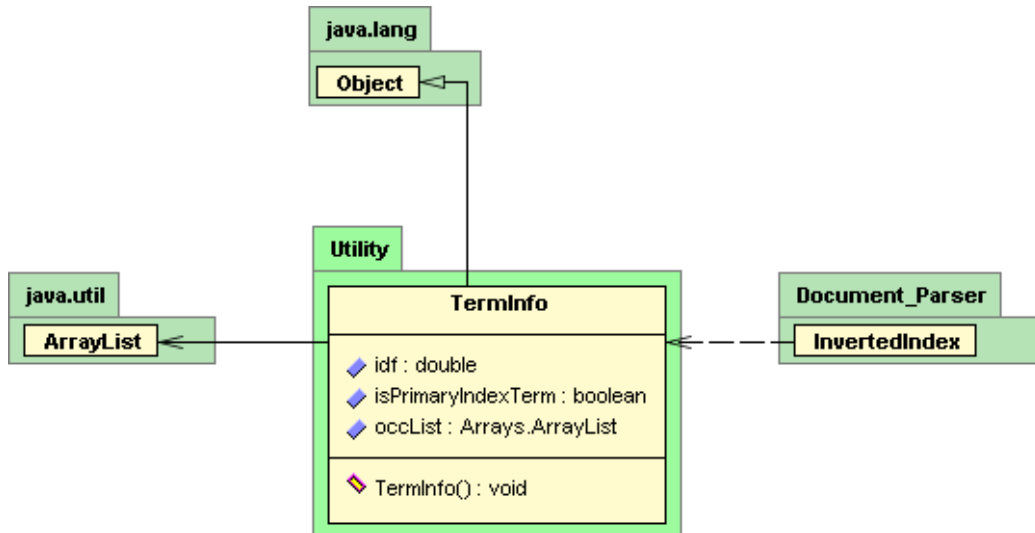 java.lang
Object
Utility
java.util
ArrayList
TermInfo
idf : double
isPrimaryIndexTerm : boolean
occList : Arrays.ArrayList
TermInfo() : void
Document_Parser
InvertedIndex